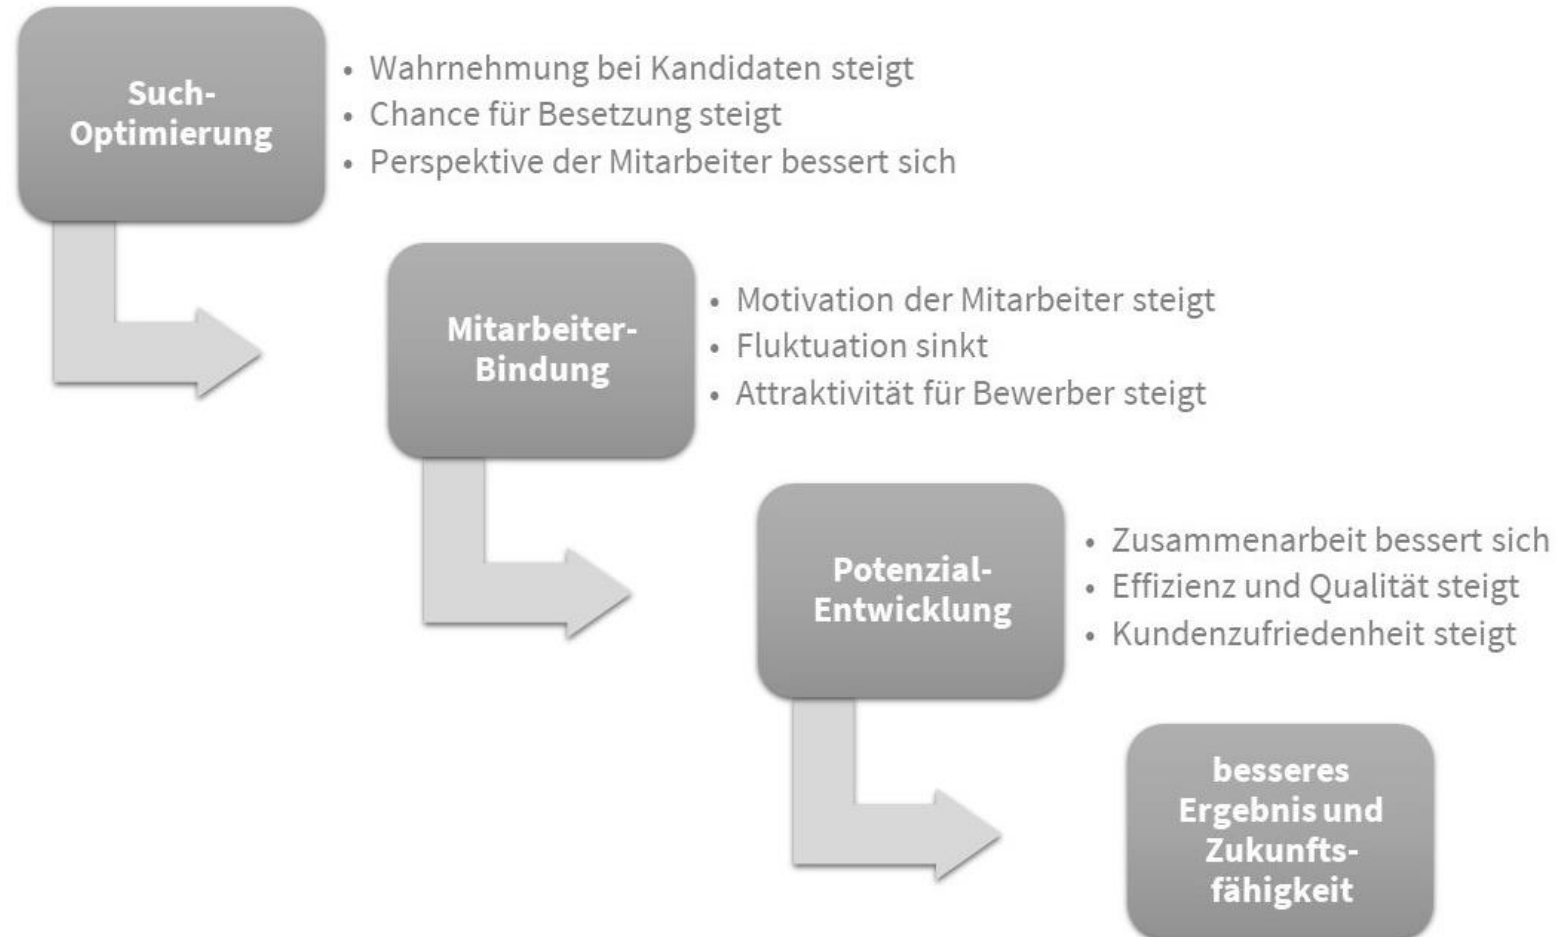 Such-
Optimierung
• Wahrnehmung bei Kandidaten steigt
• Chance für Besetzung steigt
• Perspektive der Mitarbeiter bessert sich
Mitarbeiter-
Bindung
• Motivation der Mitarbeiter steigt
• Fluktuation sinkt
• Attraktivität für Bewerber steigt
Potenzial-
Entwicklung
• Zusammenarbeit bessert sich
• Effizienz und Qualität steigt
• Kundenzufriedenheit steigt
besseres
Ergebnis und
Zukunfts-
fähigkeit